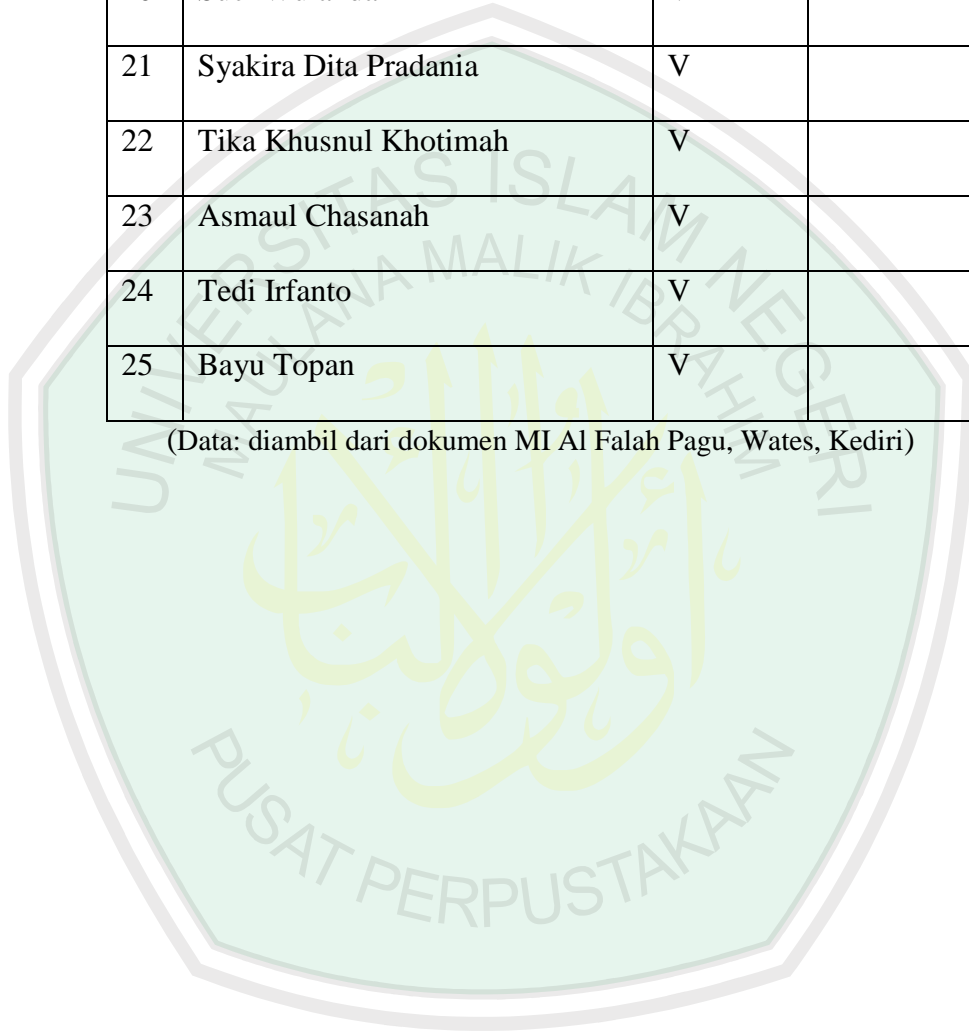 21 Syakira Dita Pradania V
22 Tika Khusnul Khotimah V
23 Asmaul Chasanah V
24 Tedi Irfanto V
25 Bayu Topan V
(Data: diambil dari dokumen MI Al Falah Pagu, Wates, Kediri)
UNIVERSITAS ISLAM NEGERI
MAULANA MALIK IBRAHIM
PUSAT PERPUSTAKAAN